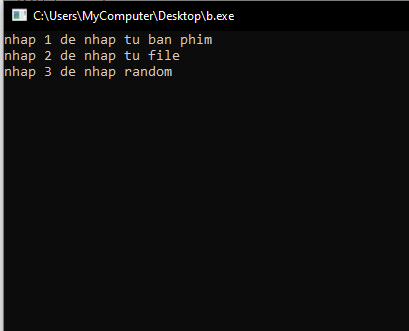 C:\Users\MyComputer\Desktop\b.exe
nhap 1 de nhap tu ban phim
nhap 2 de nhap tu file
nhap 3 de nhap random